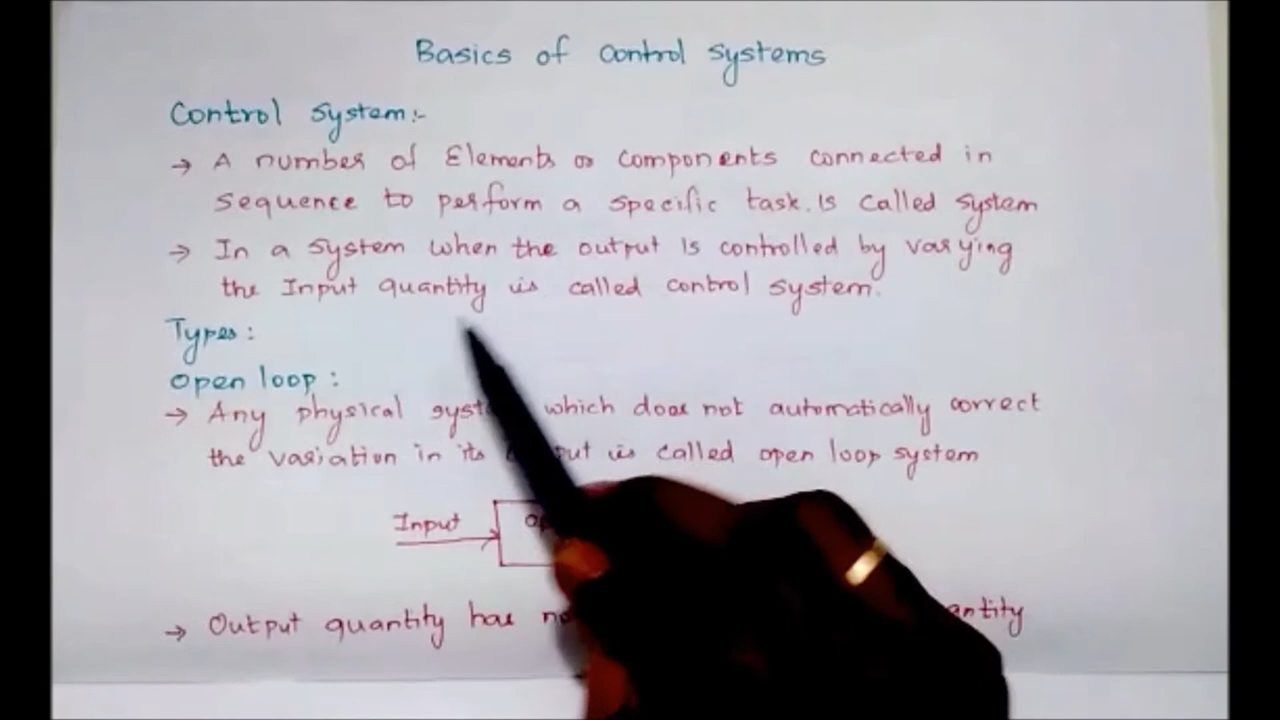 Basics of control systems
Control system:-
→ A number of Elements or components connected in
sequence to perform a specific task. Is called system
→ In a system when the output is controlled by varying
the Input quantity is called control system.
Types:
Open loop:
→ Any physical which does not automatically correct
the variation in its is called open loop system
Input
→ Output quantity has